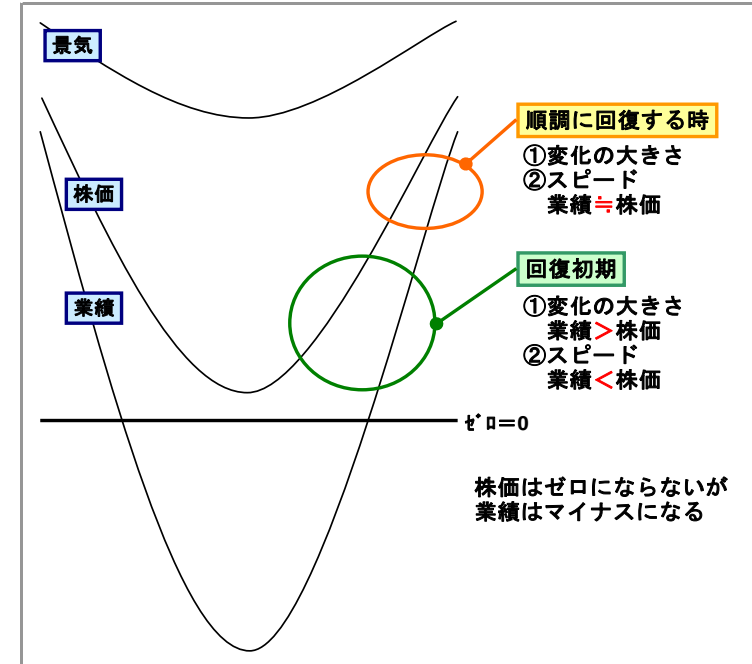 景気
株価
業績
順調に回復する時
①変化の大きさ
②スピード
業績≒株価
回復初期
①変化の大きさ
業績＞株価
②スピード
業績＜株価
ｾﾞﾛ＝0
株価はゼロにならないが
業績はマイナスになる